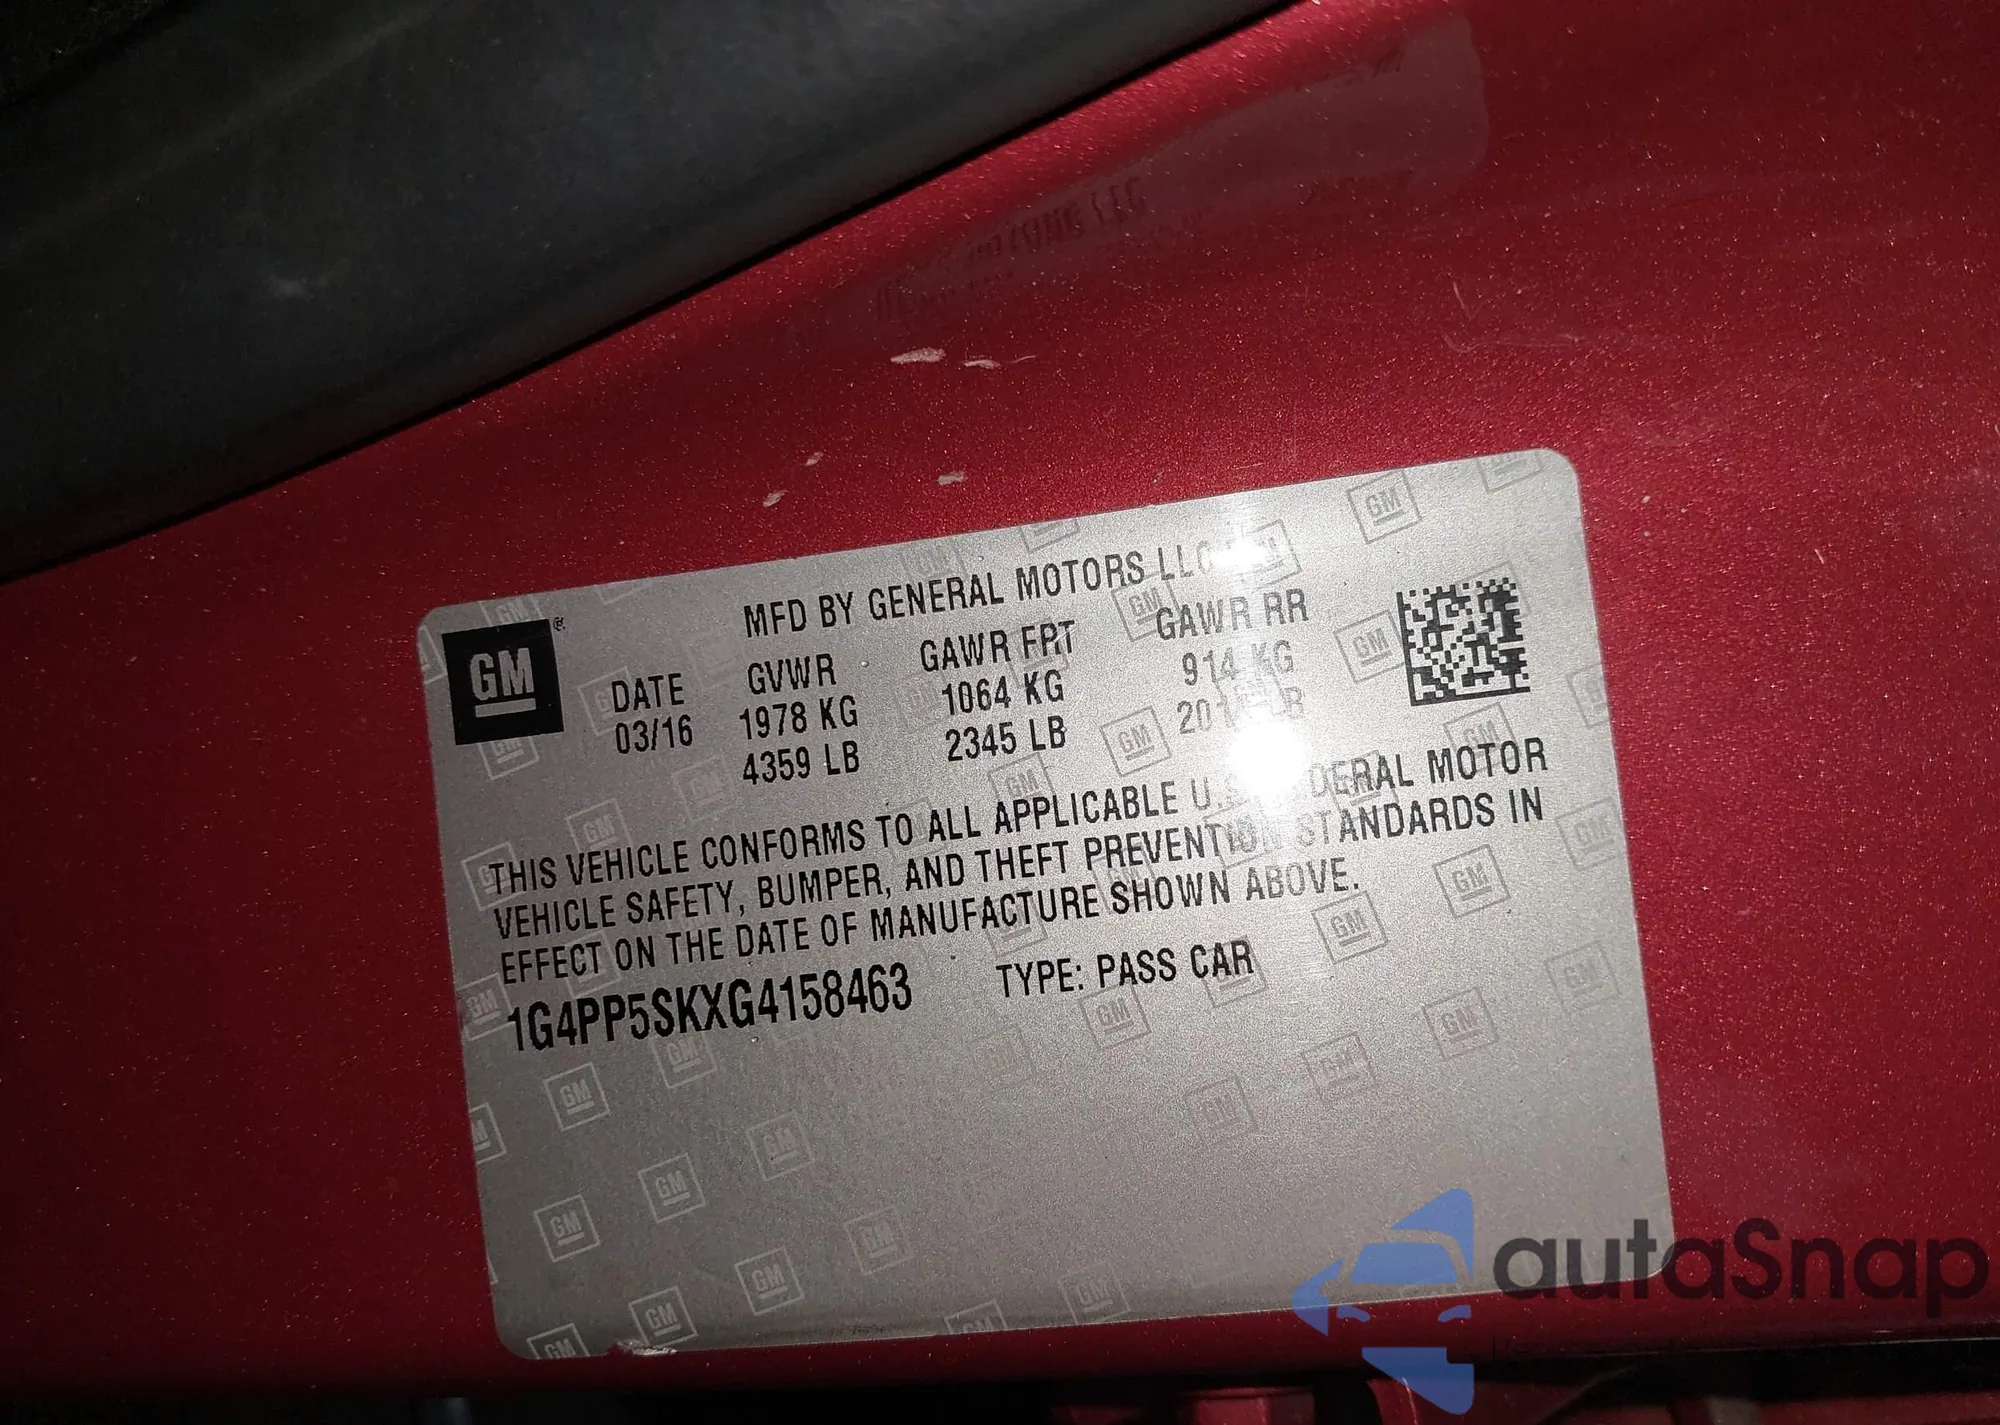 MFD BY GENERAL MOTORS LLC
GM
DATE GVWR GAWR FRT GAWR RR
03/16 1978 KG 1064 KG 914 KG
4359 LB 2345 LB
THIS VEHICLE CONFORMS TO ALL APPLICABLE MOTOR
VEHICLE SAFETY, BUMPER, AND THEFT PREVENTION STANDARDS IN
EFFECT ON THE DATE OF MANUFACTURE SHOWN ABOVE.
1G4PP5SKXG4158463 TYPE: PASS CAR
autaSnap